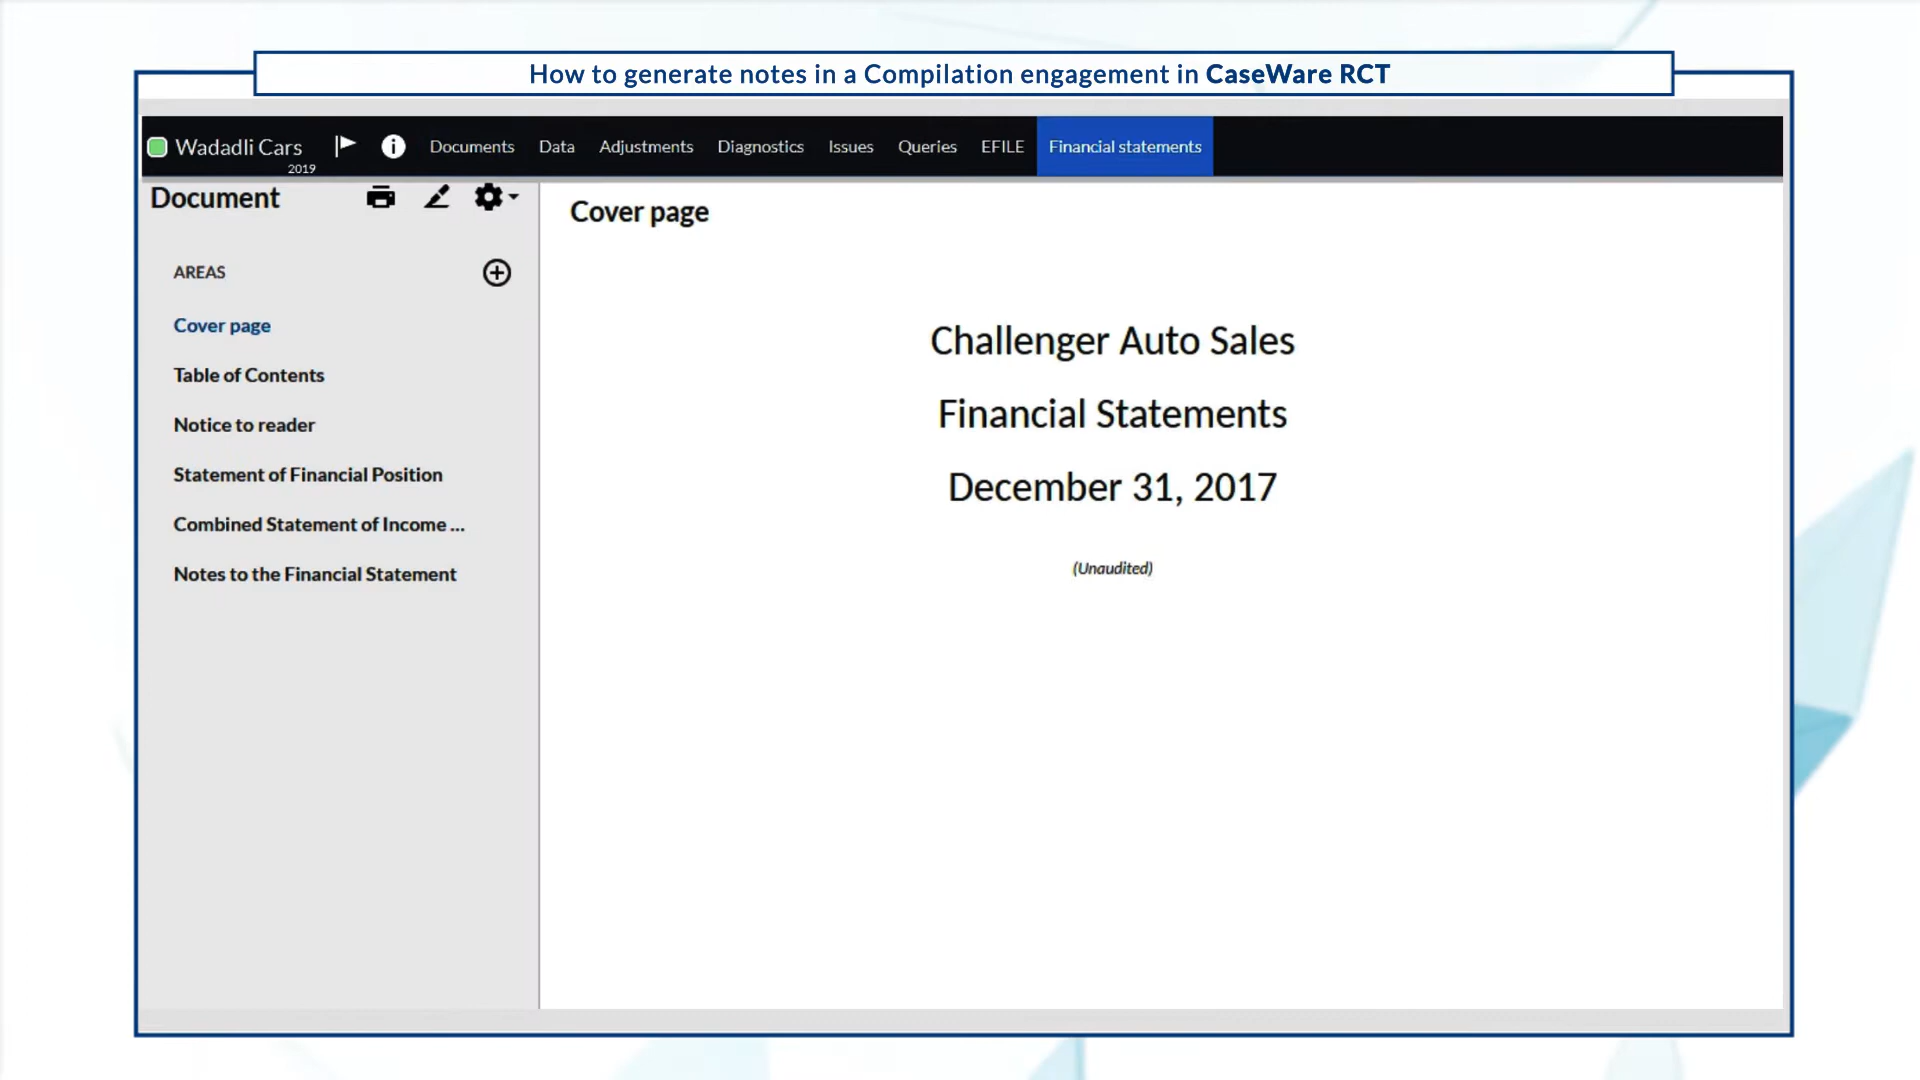 How to generate notes in a Compilation engagement in CaseWare RCT
Wadadli Cars
2019
Documents Data Adjustments Diagnostics Issues Queries EFILE Financial statements
Document
AREAS
Cover page
Table of Contents
Notice to reader
Statement of Financial Position
Combined Statement of Income ...
Notes to the Financial Statement
Cover page
Challenger Auto Sales
Financial Statements
December 31, 2017
(Unaudited)